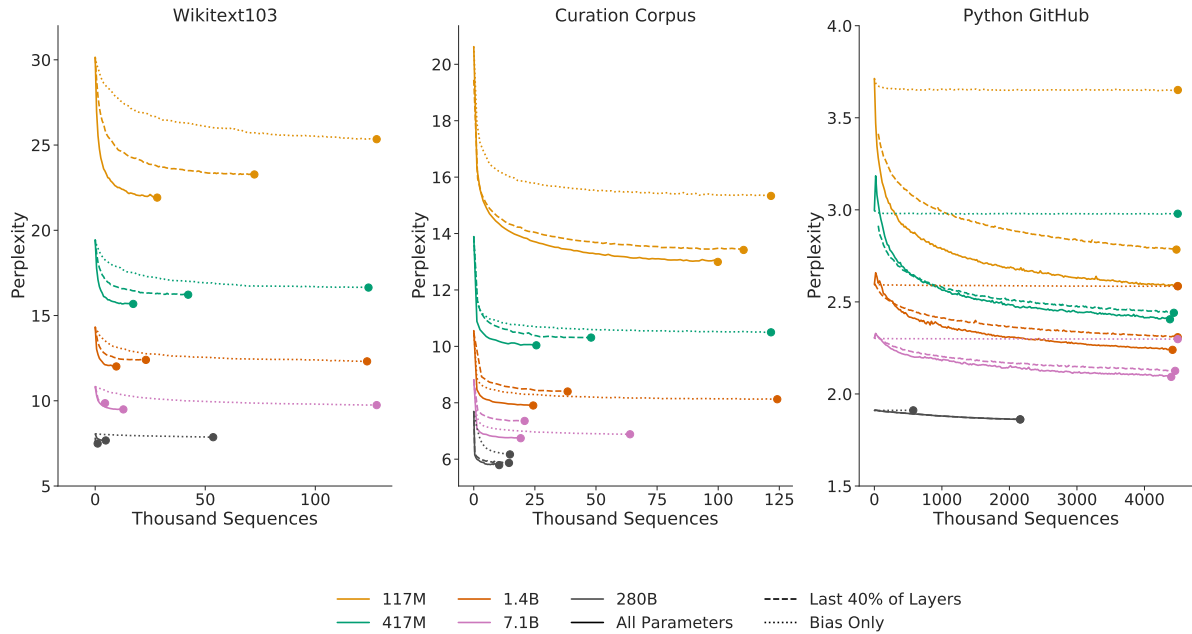 Wikitext103
Curation Corpus
Python GitHub
Perplexity
30
25
20
15
10
5
0
50
100
Thousand Sequences
Perplexity
20
18
16
14
12
10
8
6
0
25
50
75
100
125
Thousand Sequences
Perplexity
4.0
3.5
3.0
2.5
2.0
1.5
0
1000
2000
3000
4000
Thousand Sequences
117M
417M
1.4B
7.1B
280B
All Parameters
Last 40% of Layers
Bias Only